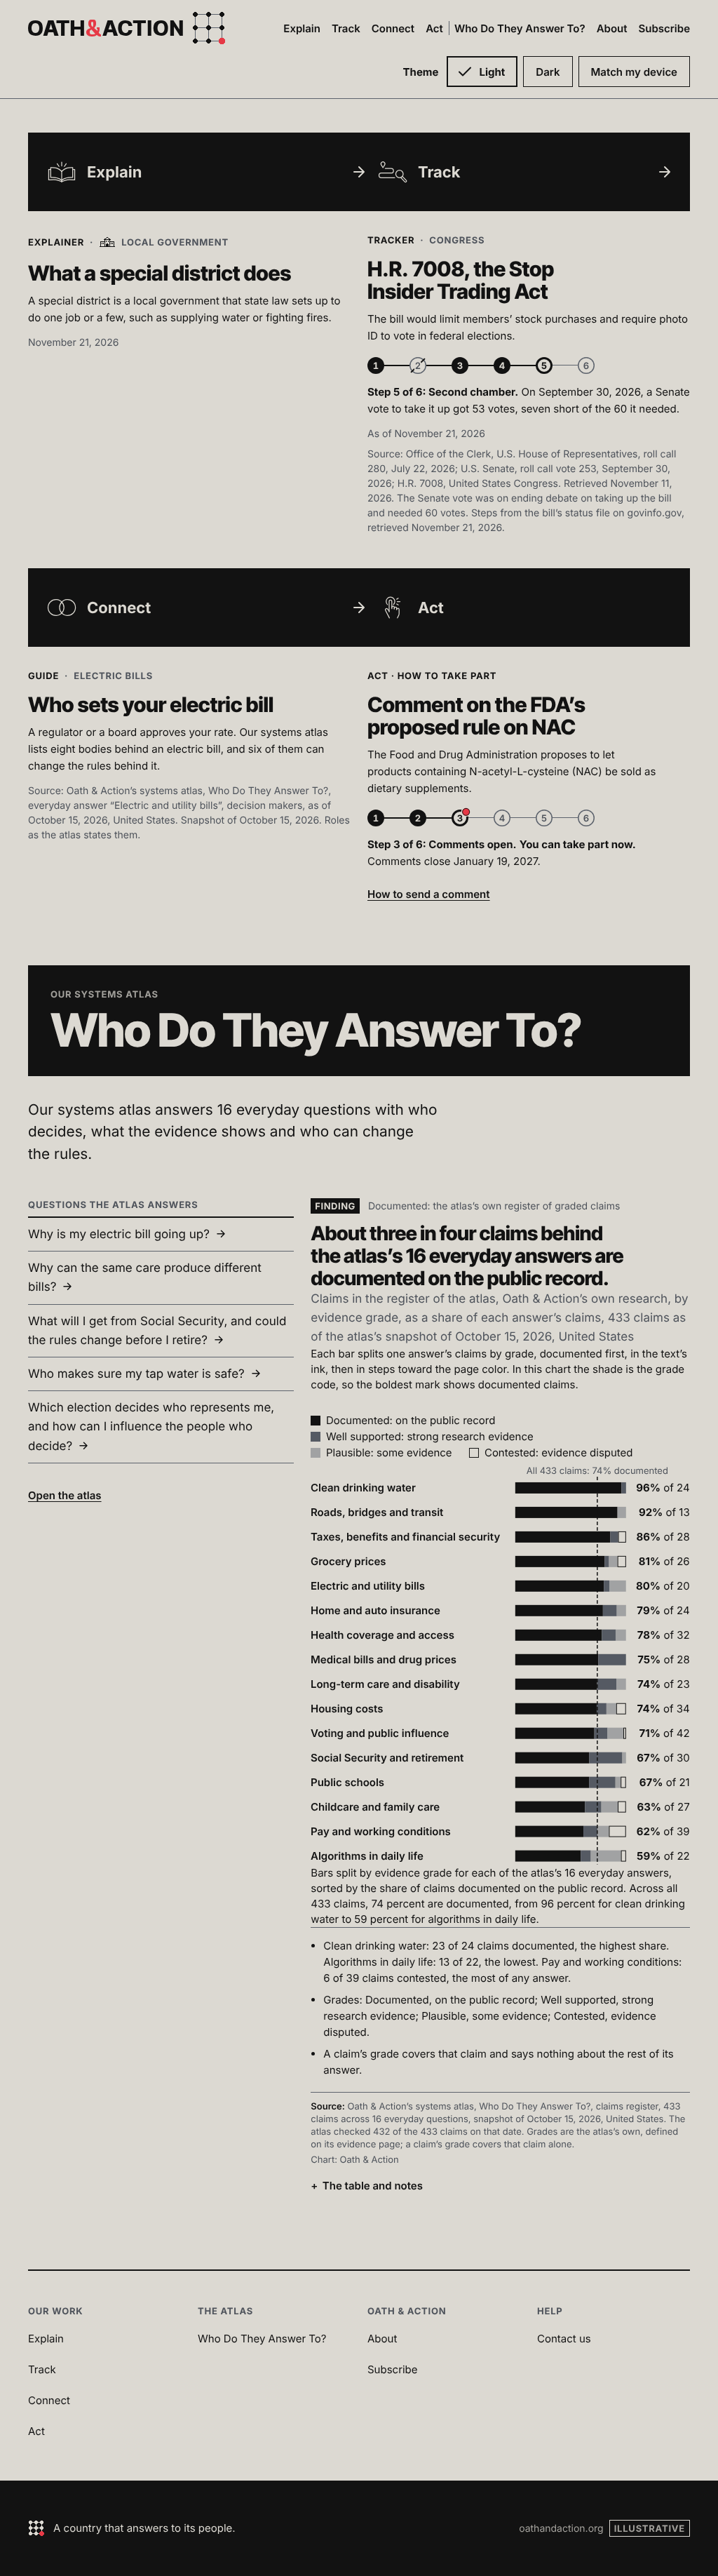 OATH&ACTION
Explain Track Connect Act Who Do They Answer To? About Subscribe
Theme Light Dark Match my device
Explain
Track
EXPLAINER · LOCAL GOVERNMENT
What a special district does
A special district is a local government that state law sets up to
do one job or a few, such as supplying water or fighting fires.
November 21, 2026
TRACKER · CONGRESS
H.R. 7008, the Stop
Insider Trading Act
The bill would limit members’ stock purchases and require photo
ID to vote in federal elections.
1 2 3 4 5 6
Step 5 of 6: Second chamber. On September 30, 2026, a Senate
vote to take it up got 53 votes, seven short of the 60 it needed.
As of November 21, 2026
Source: Office of the Clerk, U.S. House of Representatives, roll call
280, July 22, 2026; U.S. Senate, roll call vote 253, September 30,
2026; H.R. 7008, United States Congress. Retrieved November 11,
2026. The Senate vote was on ending debate on taking up the bill
and needed 60 votes. Steps from the bill’s status file on govinfo.gov,
retrieved November 21, 2026.
Connect
Act
GUIDE · ELECTRIC BILLS
Who sets your electric bill
A regulator or a board approves your rate. Our systems atlas
lists eight bodies behind an electric bill, and six of them can
change the rules behind it.
Source: Oath & Action’s systems atlas, Who Do They Answer To?,
everyday answer “Electric and utility bills”, decision makers, as of
October 15, 2026, United States. Snapshot of October 15, 2026. Roles
as the atlas states them.
ACT · HOW TO TAKE PART
Comment on the FDA’s
proposed rule on NAC
The Food and Drug Administration proposes to let
products containing N-acetyl-L-cysteine (NAC) be sold as
dietary supplements.
1 2 3 4 5 6
Step 3 of 6: Comments open. You can take part now.
Comments close January 19, 2027.
How to send a comment
OUR SYSTEMS ATLAS
Who Do They Answer To?
Our systems atlas answers 16 everyday questions with who
decides, what the evidence shows and who can change
the rules.
QUESTIONS THE ATLAS ANSWERS
Why is my electric bill going up?
Why can the same care produce different
bills?
What will I get from Social Security, and could
the rules change before I retire?
Who makes sure my tap water is safe?
Which election decides who represents me,
and how can I influence the people who
decide?
Open the atlas
FINDING Documented: the atlas’s own register of graded claims
About three in four claims behind
the atlas’s 16 everyday answers are
documented on the public record.
Claims in the register of the atlas, Oath & Action’s own research, by
evidence grade, as a share of each answer’s claims, 433 claims as
of the atlas’s snapshot of October 15, 2026, United States
Each bar splits one answer’s claims by grade, documented first, in the text’s
ink, then in steps toward the page color. In this chart the shade is the grade
code, so the boldest mark shows documented claims.
Documented: on the public record
Well supported: strong research evidence
Plausible: some evidence Contested: evidence disputed
All 433 claims: 74% documented
Clean drinking water 96% of 24
Roads, bridges and transit 92% of 13
Taxes, benefits and financial security 86% of 28
Grocery prices 81% of 26
Electric and utility bills 80% of 20
Home and auto insurance 79% of 24
Health coverage and access 78% of 32
Medical bills and drug prices 75% of 28
Long-term care and disability 74% of 23
Housing costs 74% of 34
Voting and public influence 71% of 42
Social Security and retirement 67% of 30
Public schools 67% of 21
Childcare and family care 63% of 27
Pay and working conditions 62% of 39
Algorithms in daily life 59% of 22
Bars split by evidence grade for each of the atlas’s 16 everyday answers,
sorted by the share of claims documented on the public record. Across all
433 claims, 74 percent are documented, from 96 percent for clean drinking
water to 59 percent for algorithms in daily life.
• Clean drinking water: 23 of 24 claims documented, the highest share.
Algorithms in daily life: 13 of 22, the lowest. Pay and working conditions:
6 of 39 claims contested, the most of any answer.
• Grades: Documented, on the public record; Well supported, strong
research evidence; Plausible, some evidence; Contested, evidence
disputed.
• A claim’s grade covers that claim and says nothing about the rest of its
answer.
Source: Oath & Action’s systems atlas, Who Do They Answer To?, claims register, 433
claims across 16 everyday questions, snapshot of October 15, 2026, United States. The
atlas checked 432 of the 433 claims on that date. Grades are the atlas’s own, defined
on its evidence page; a claim’s grade covers that claim alone.
Chart: Oath & Action
+ The table and notes
OUR WORK
Explain
Track
Connect
Act
THE ATLAS
Who Do They Answer To?
OATH & ACTION
About
Subscribe
HELP
Contact us
A country that answers to its people.
oathandaction.org ILLUSTRATIVE